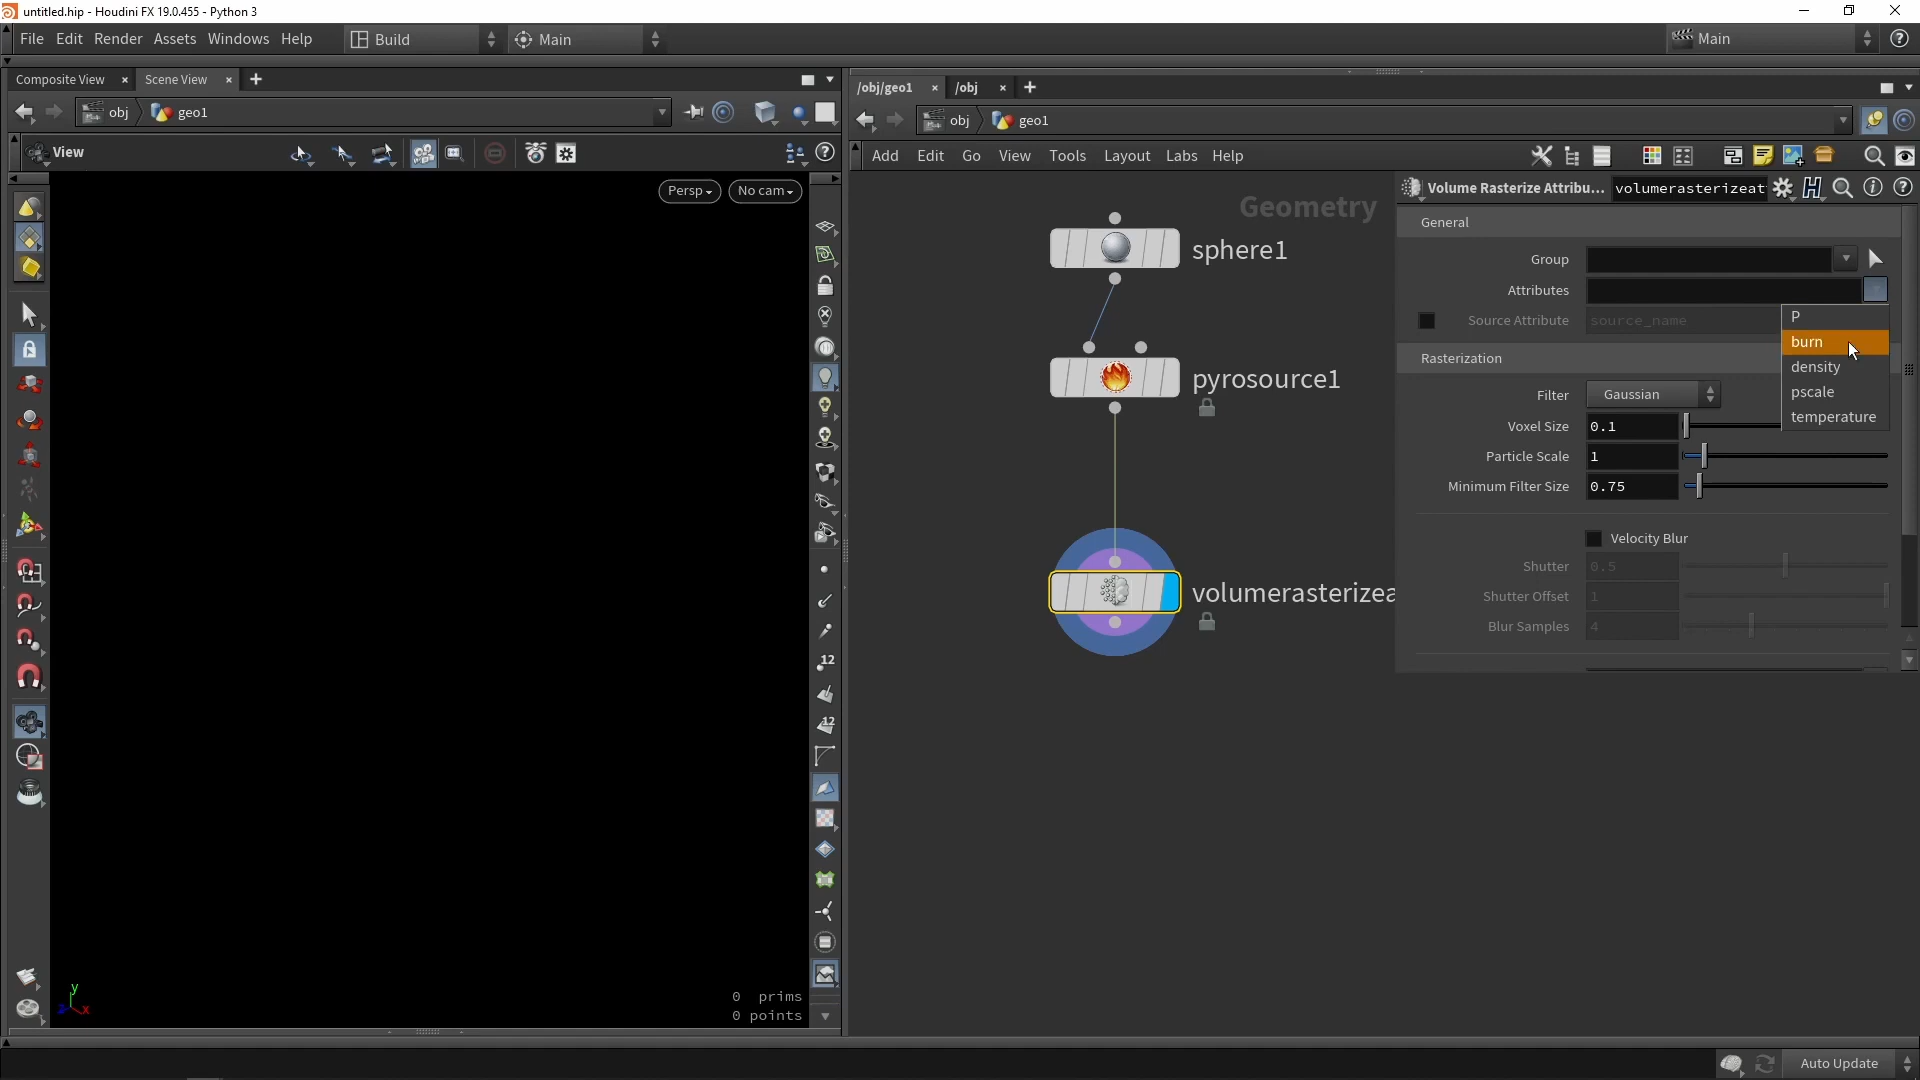 untitled.hip - Houdini FX 19.0.455 - Python 3
File Edit Render Assets Windows Help Build Main Main
Composite View × Scene View × +
/obj/geo1 × /obj × +
obj geo1
obj geo1
View
Add Edit Go View Tools Layout Labs Help
Persp No cam
Geometry
sphere1
pyrosource1
volumerasterizea
Volume Rasterize Attribu... volumerasterizeat
General
Group
Attributes
Source Attribute source_name
P
burn
density
pscale
temperature
Rasterization
Filter Gaussian
Voxel Size 0.1
Particle Scale 1
Minimum Filter Size 0.75
Velocity Blur
Shutter 0.5
Shutter Offset 1
Blur Samples 4
12
12
y
z x
0 prims
0 points
Auto Update